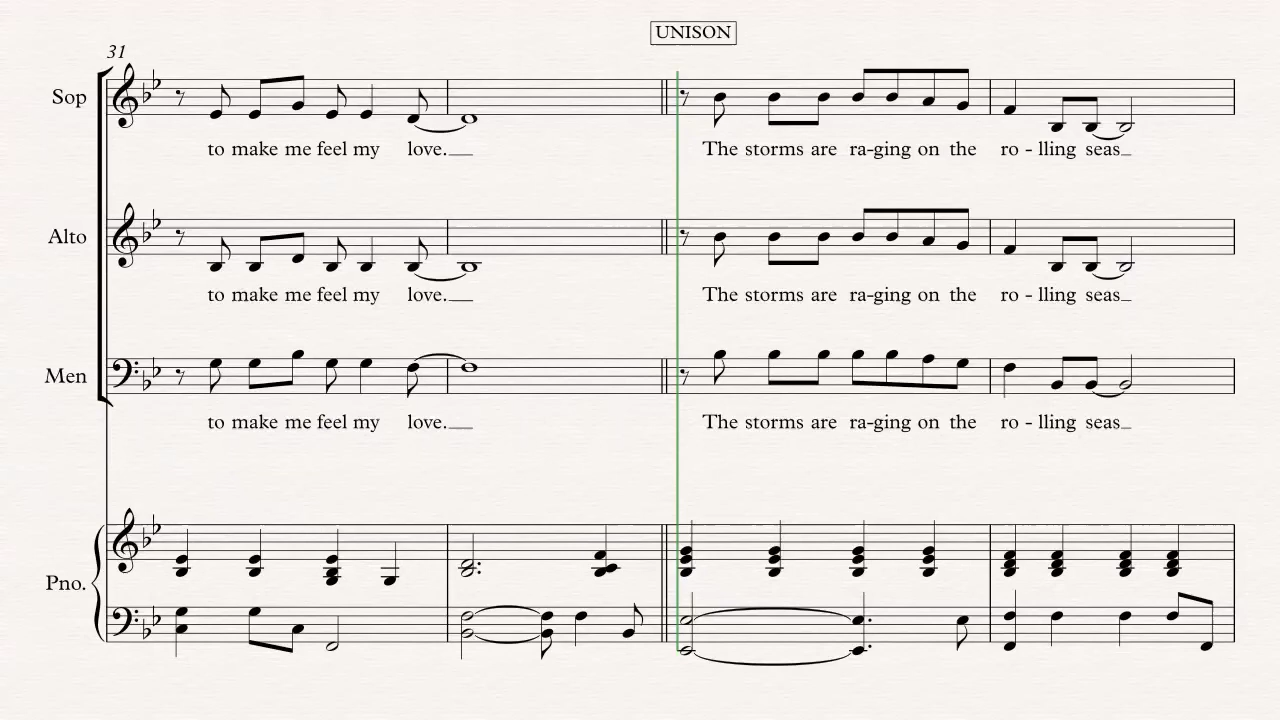 UNISON
31
Sop
to make me feel my love. The storms are ra-ging on the ro - lling seas
Alto
to make me feel my love. The storms are ra-ging on the ro - lling seas
Men
to make me feel my love. The storms are ra-ging on the ro - lling seas
Pno.